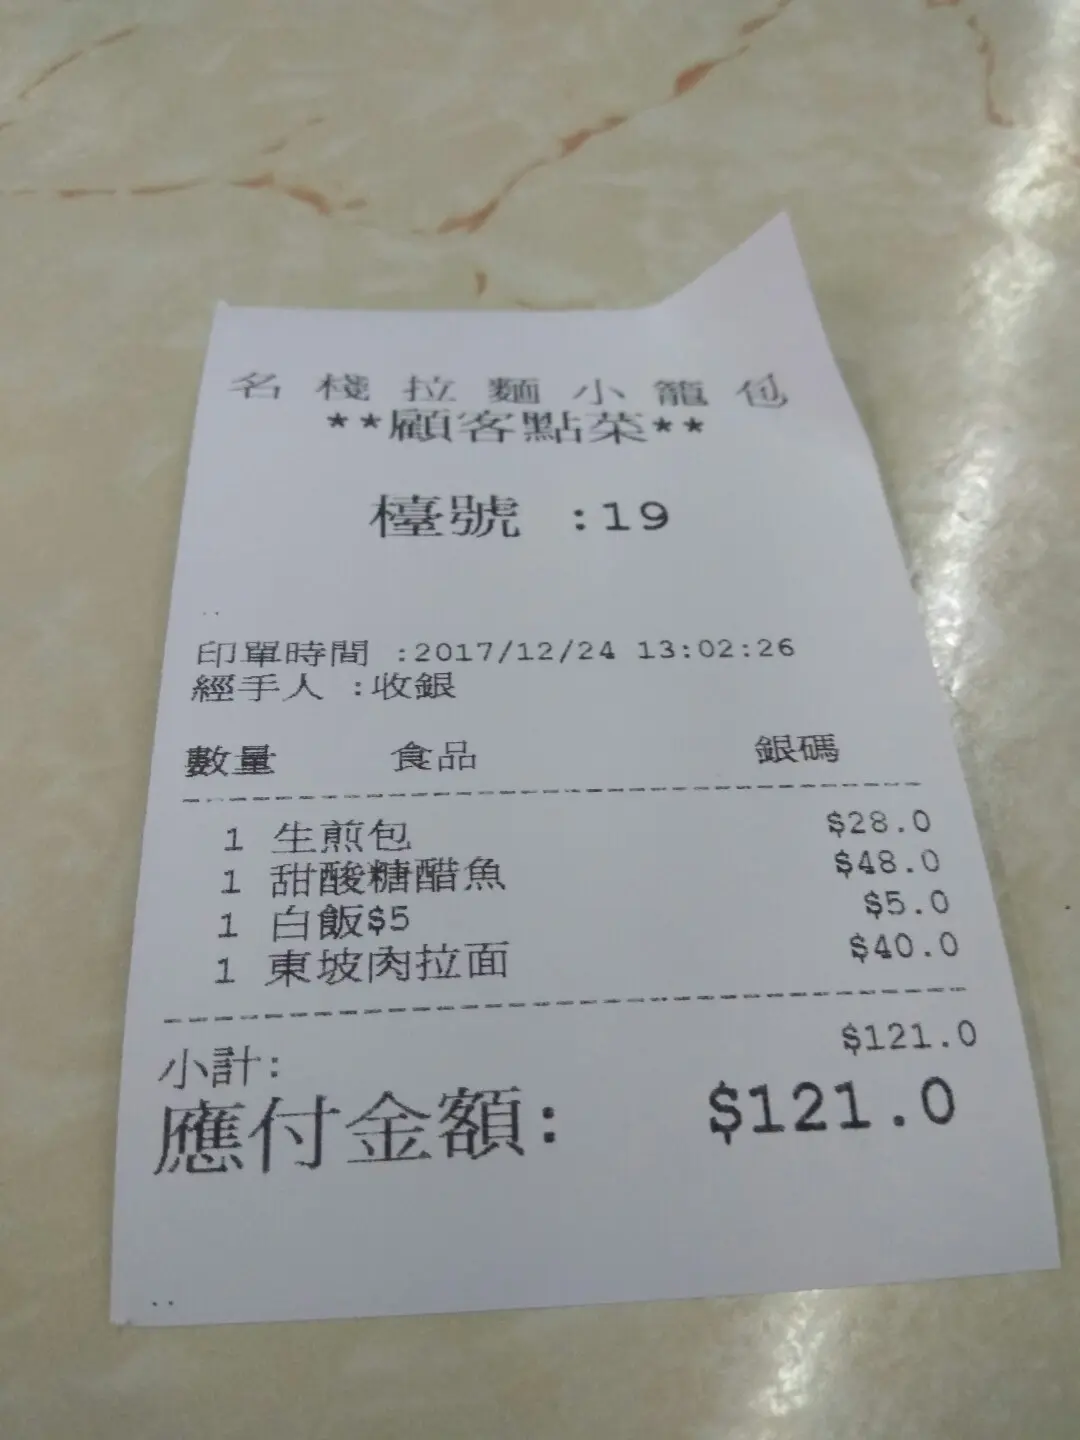 名棧拉麵小籠包
**顧客點菜**
檯號 :19
..
印單時間 :2017/12/24 13:02:26
經手人 :收銀
數量 食品 銀碼
1 生煎包 $28.0
1 甜酸糖醋魚 $48.0
1 白飯$5 $5.0
1 東坡肉拉面 $40.0
小計: $121.0
應付金額: $121.0
..